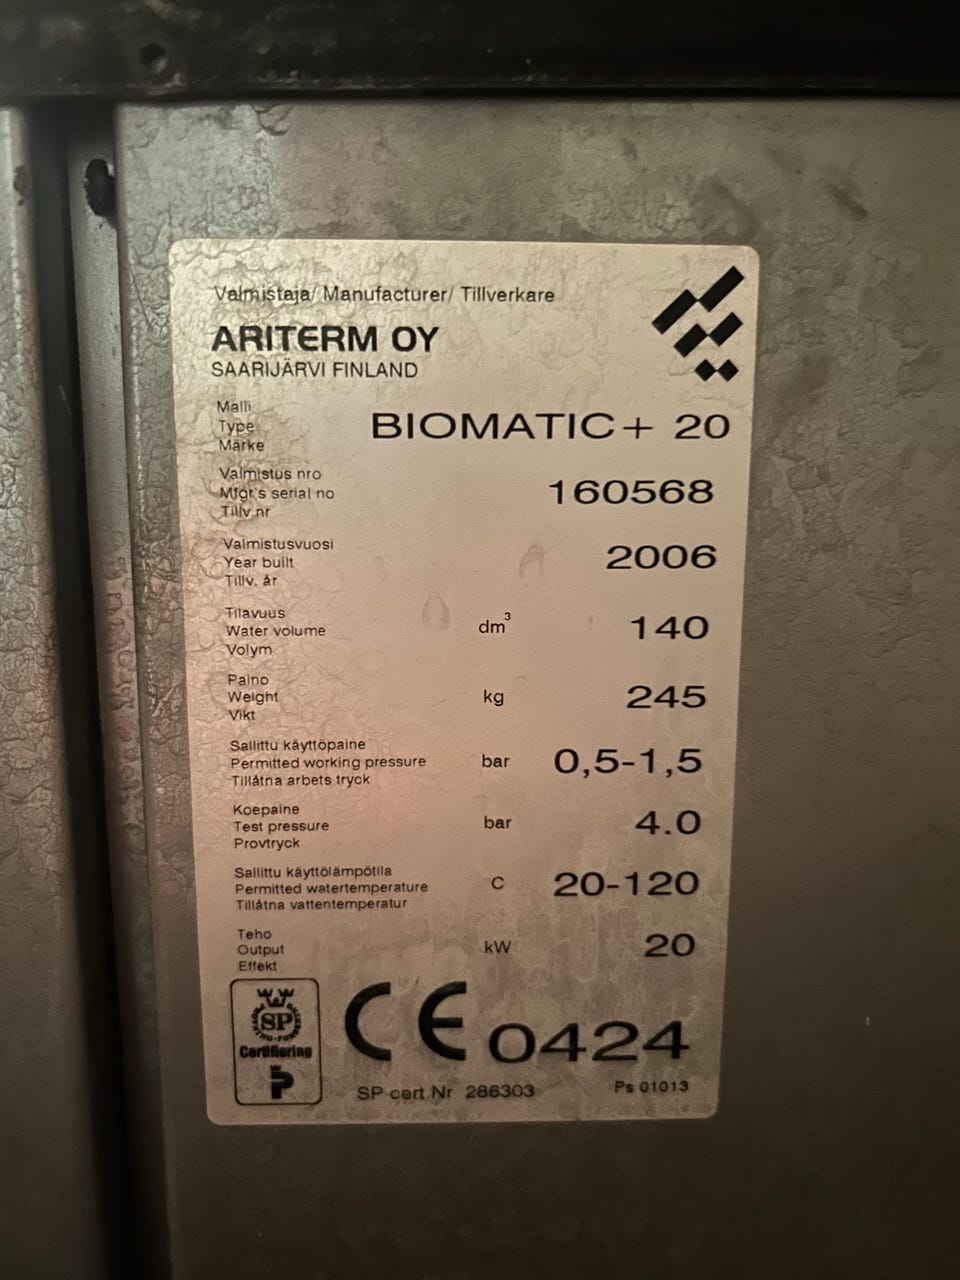 Valmistaja/ Manufacturer/ Tillverkare
ARITERM OY
SAARIJÄRVI FINLAND
Malli
Type
Märke
BIOMATIC+ 20
Valmistus nro
Mfgr's serial no
Tillv.nr
160568
Valmistusvuosi
Year built
Tillv. år
2006
Tilavuus
Water volume
Volym
dm³
140
Paino
Weight
Vikt
kg
245
Sallittu käyttöpaine
Permitted working pressure
Tillåtna arbets tryck
bar
0,5-1,5
Koepaine
Test pressure
Provtryck
bar
4.0
Sallittu käyttölämpötila
Permitted watertemperature
Tillåtna vattentemperatur
C
20-120
Teho
Output
Effekt
kW
20
SP
Certifiering
P
CE 0424
SP cert.Nr 286303
Ps 01013